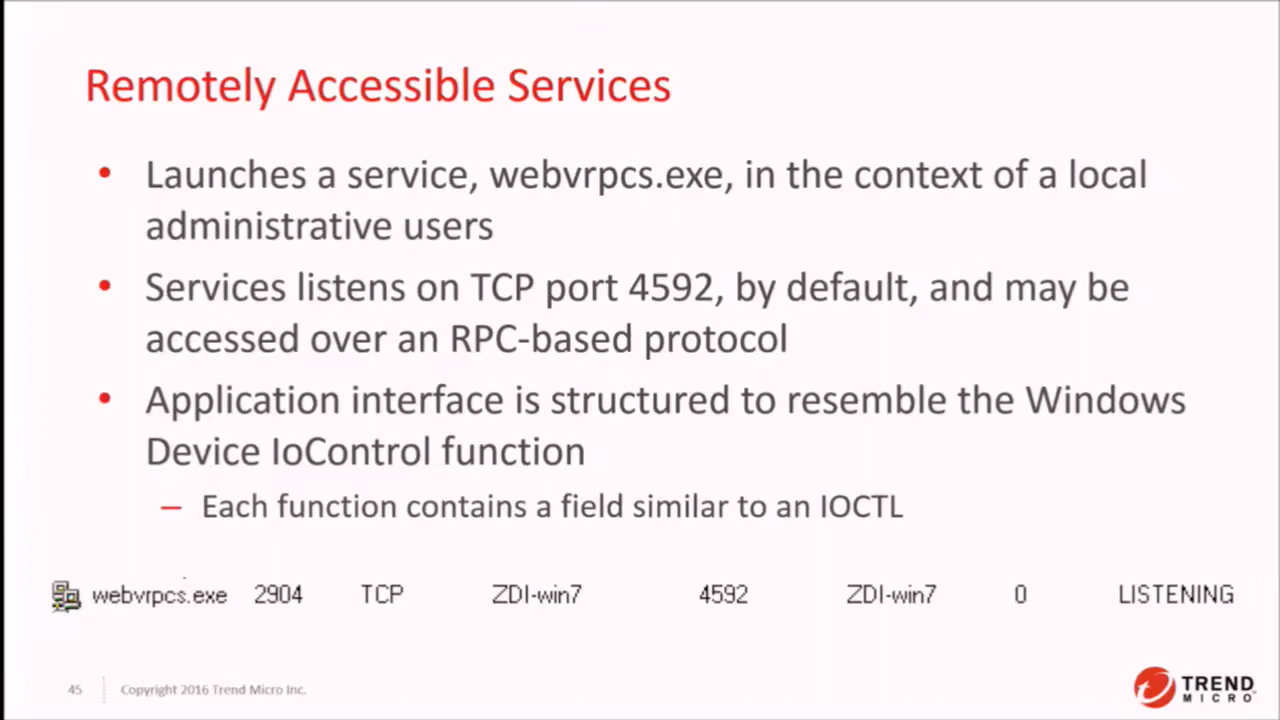 Remotely Accessible Services
• Launches a service, webvrpcs.exe, in the context of a local
administrative users
• Services listens on TCP port 4592, by default, and may be
accessed over an RPC-based protocol
• Application interface is structured to resemble the Windows
Device IoControl function
– Each function contains a field similar to an IOCTL
webvrpcs.exe 2904 TCP ZDI-win7 4592 ZDI-win7 0 LISTENING
45 Copyright 2016 Trend Micro Inc.
TREND
MICRO